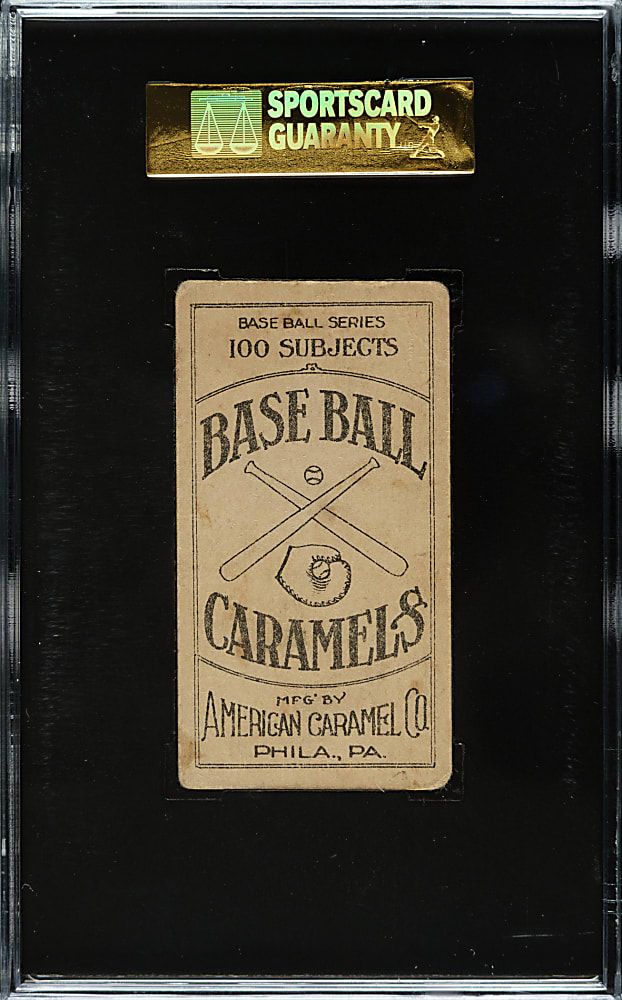 SPORTSCARD
GUARANTY
BASE BALL SERIES
100 SUBJECTS
BASE BALL
CARAMELS
MFG' BY
AMERICAN CARAMEL CO.
PHILA., PA.